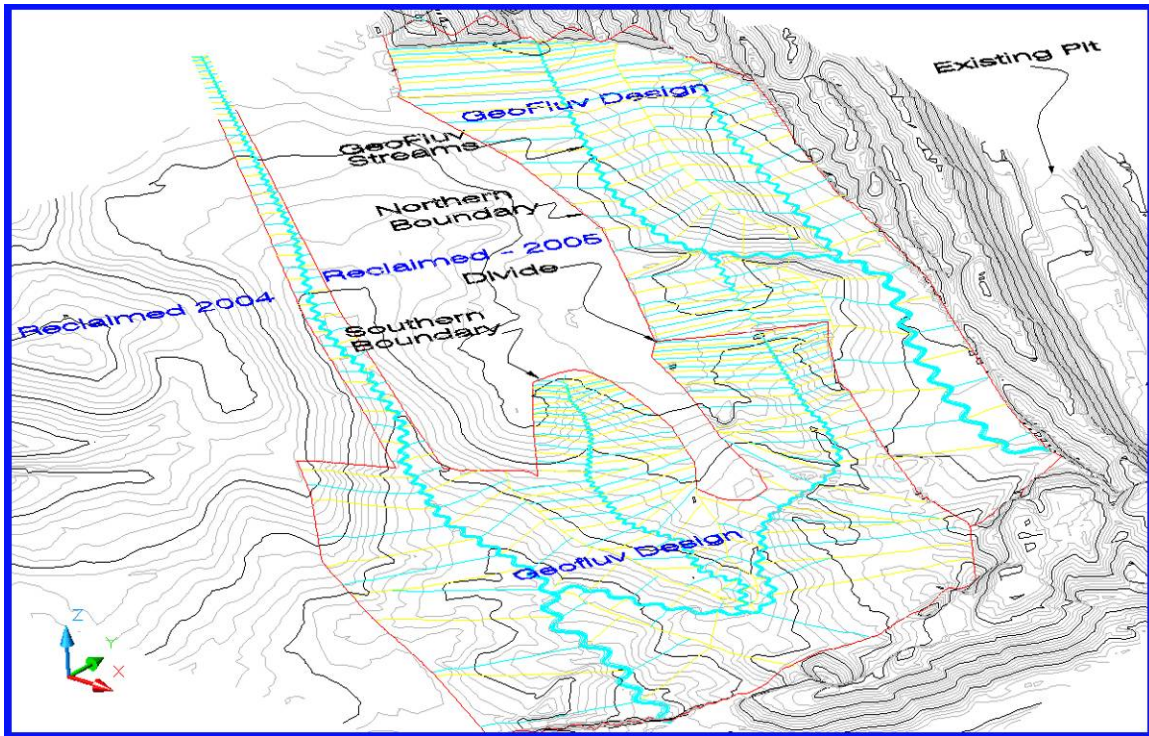 Existing Pit
GeoFluv Design
GeoFluv
Streams
Northern
Boundary
Reclaimed - 2005
Divide
Reclaimed 2004
Southern
Boundary
Geofluv Design
Z
Y
X